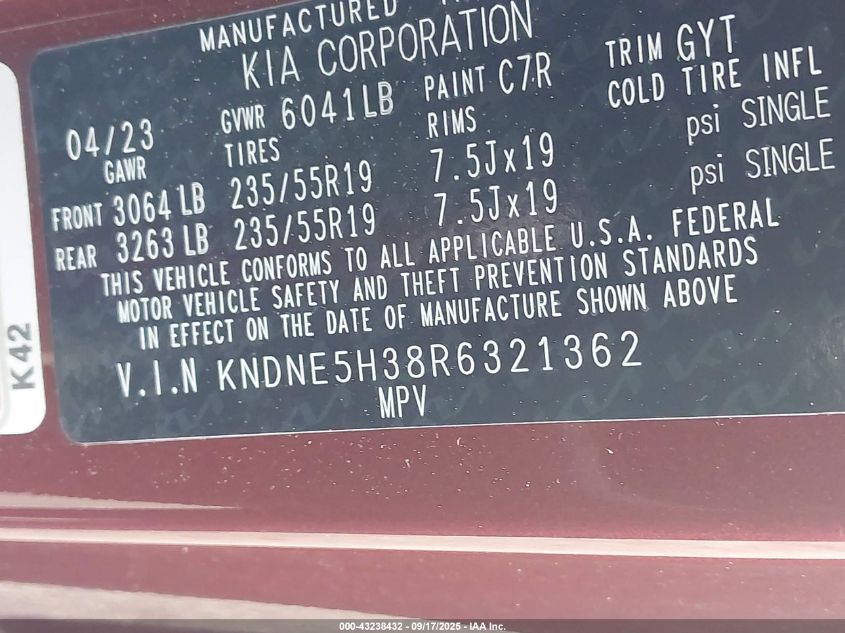 MANUFACTURED
KIA CORPORATION
04/23 GVWR 6041LB PAINT C7R TRIM GYT
GAWR TIRES RIMS COLD TIRE INFL
FRONT 3064 LB 235/55R19 7.5Jx19 psi SINGLE
REAR 3263 LB 235/55R19 7.5Jx19 psi SINGLE
THIS VEHICLE CONFORMS TO ALL APPLICABLE U.S.A. FEDERAL
MOTOR VEHICLE SAFETY AND THEFT PREVENTION STANDARDS
IN EFFECT ON THE DATE OF MANUFACTURE SHOWN ABOVE
V.I.N KNDNE5H38R6321362
MPV
K42
000-43238432 - 09/17/2025 - IAA Inc.